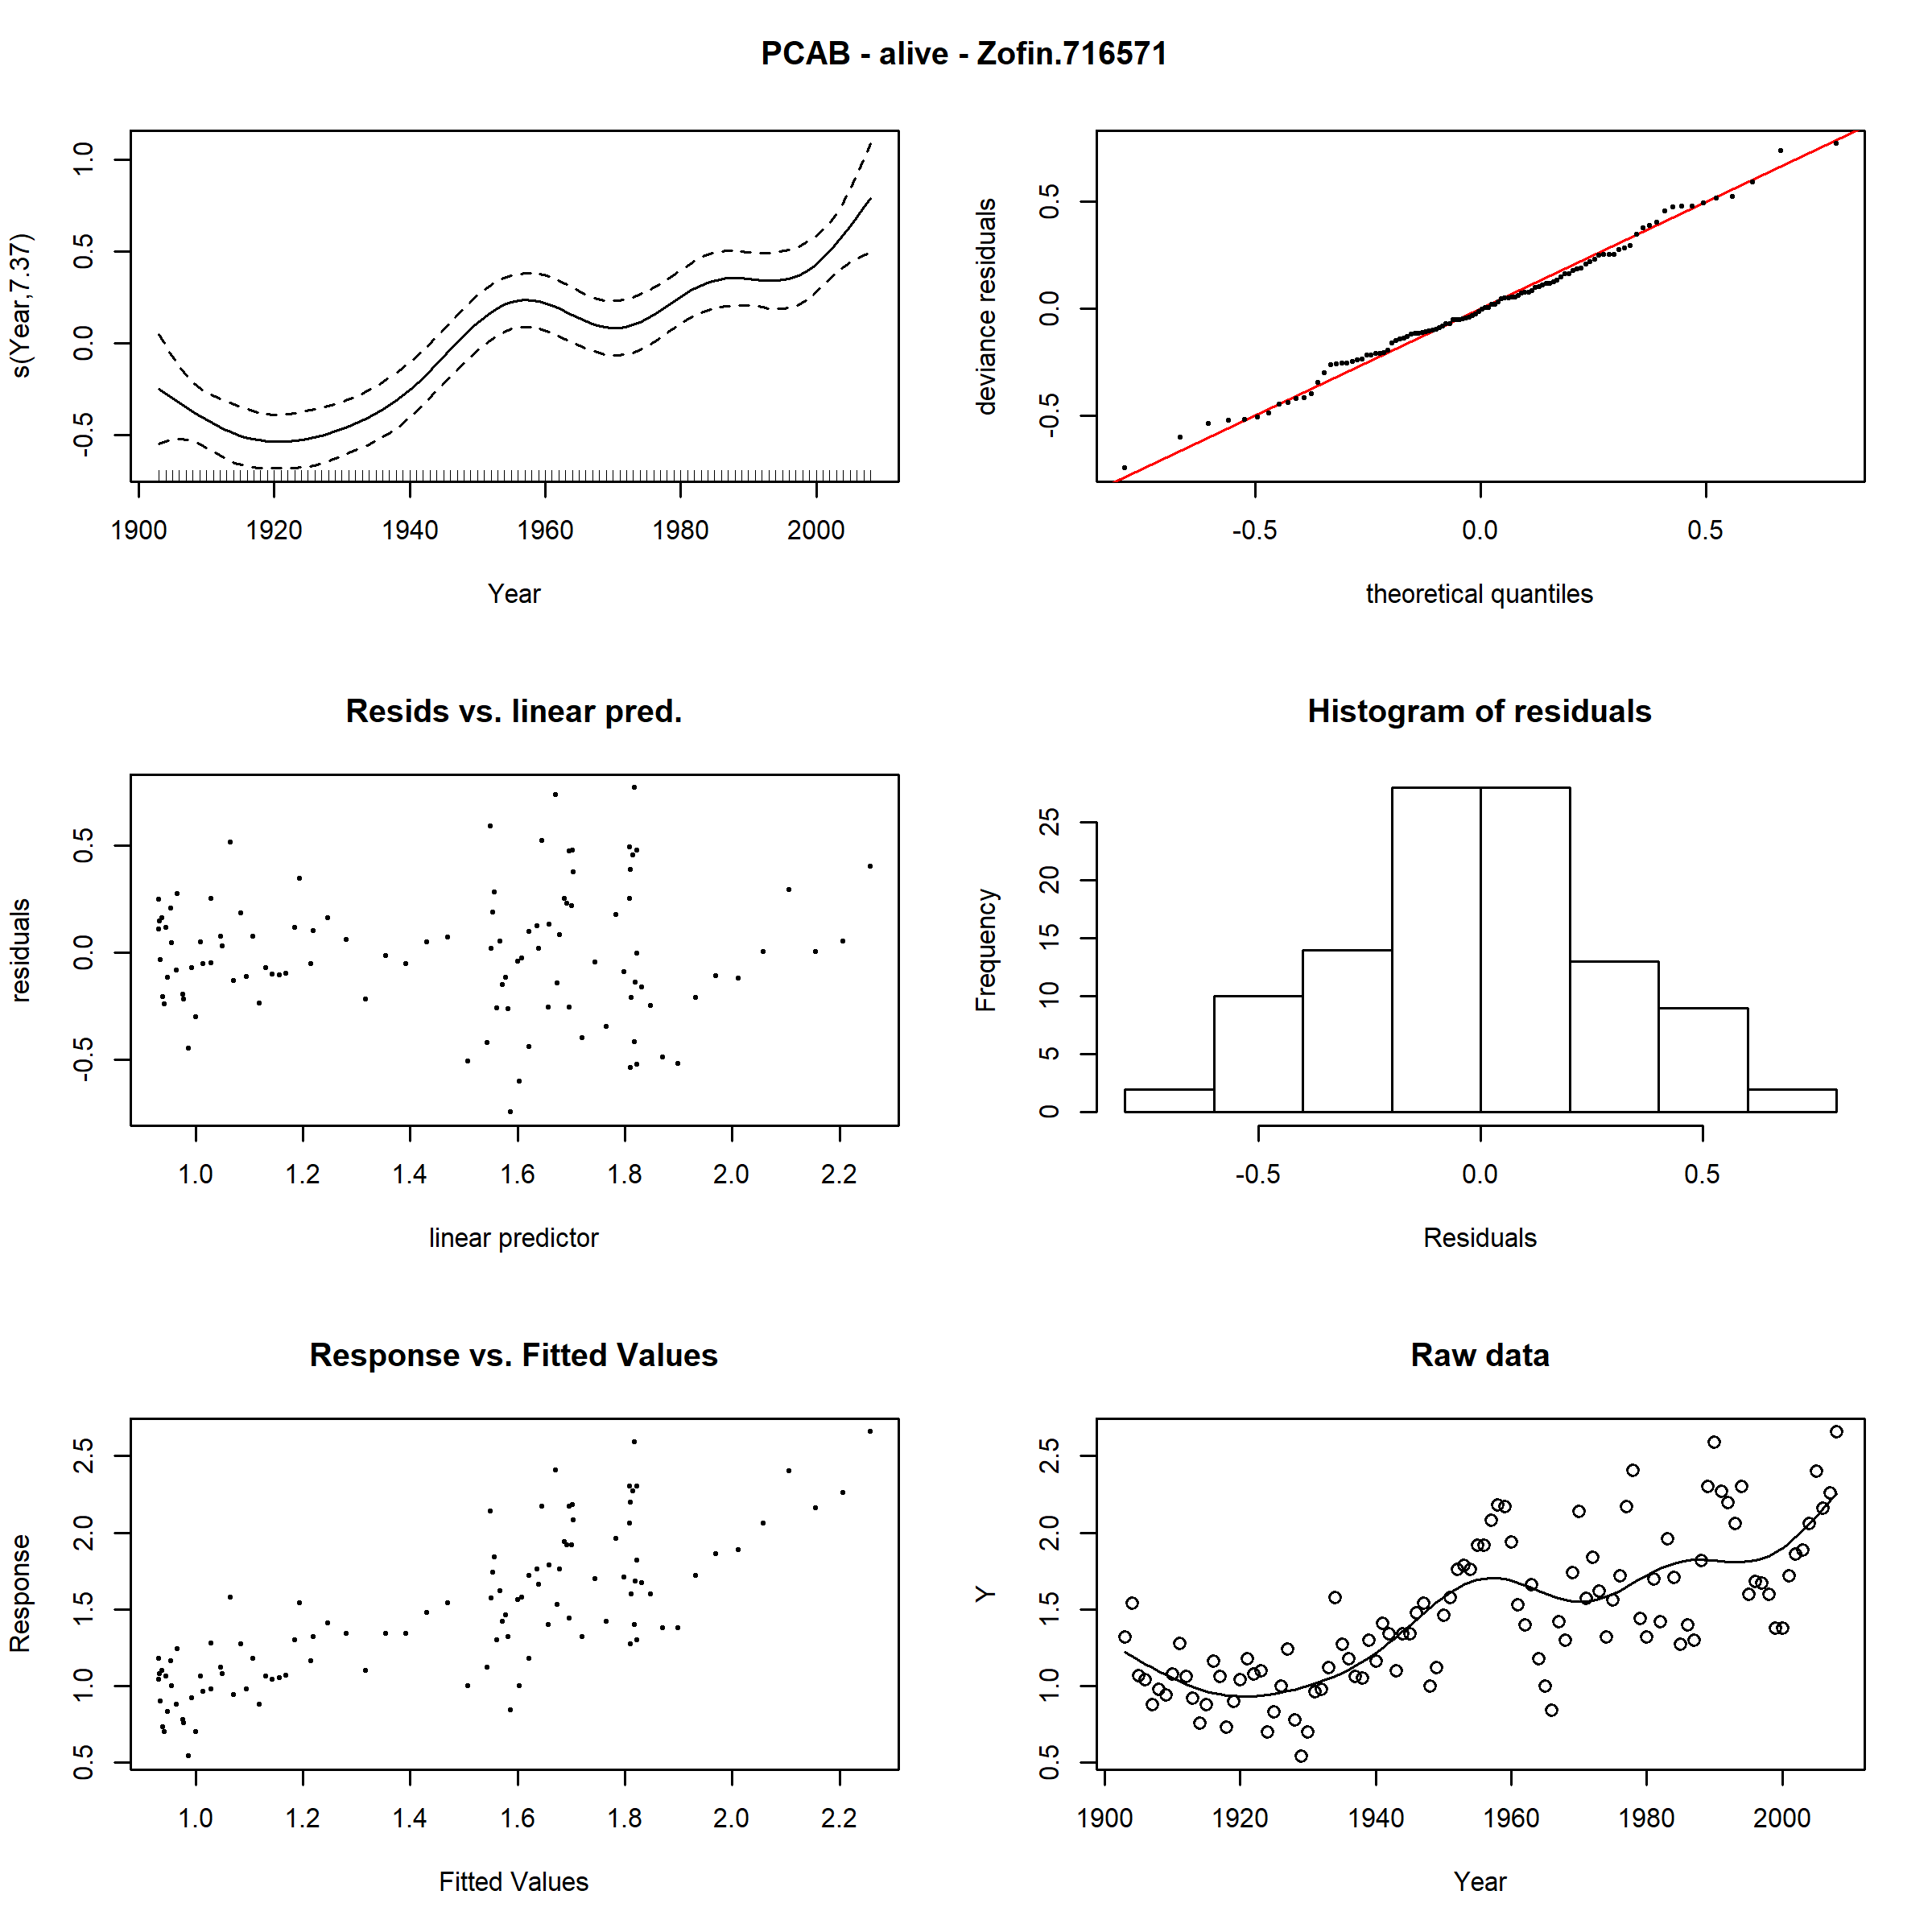 PCAB - alive - Zofin.716571
s(Year,7.37)
-0.5 0.0 0.5 1.0
1900 1920 1940 1960 1980 2000
Year
deviance residuals
-0.5 0.0 0.5
-0.5 0.0 0.5
theoretical quantiles
Resids vs. linear pred.
residuals
-0.5 0.0 0.5
1.0 1.2 1.4 1.6 1.8 2.0 2.2
linear predictor
Histogram of residuals
Frequency
0 5 10 15 20 25
-0.5 0.0 0.5
Residuals
Response vs. Fitted Values
Response
0.5 1.0 1.5 2.0 2.5
1.0 1.2 1.4 1.6 1.8 2.0 2.2
Fitted Values
Raw data
Y
0.5 1.0 1.5 2.0 2.5
1900 1920 1940 1960 1980 2000
Year